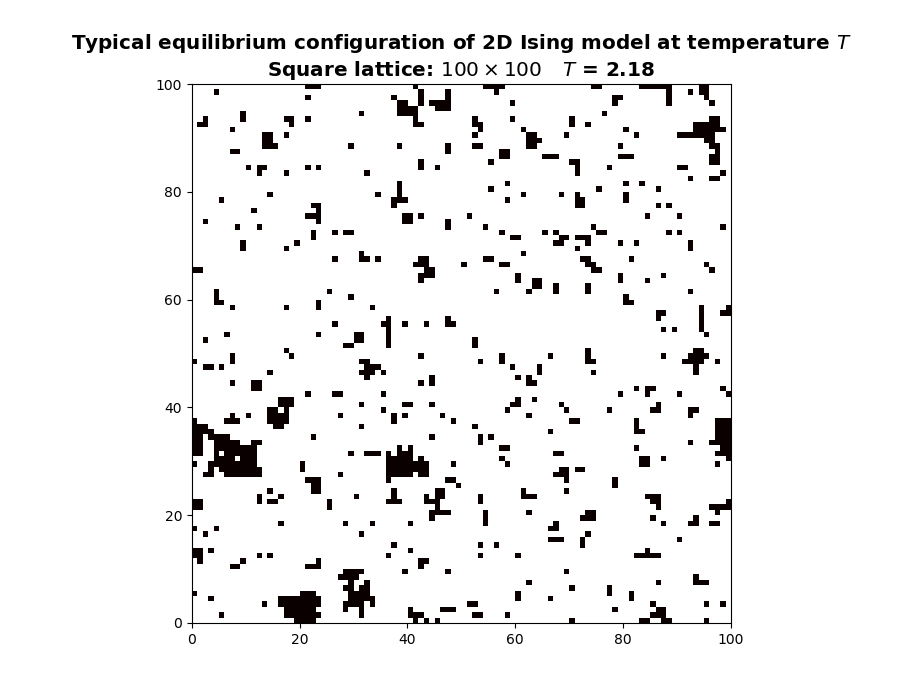 Typical equilibrium configuration of 2D Ising model at temperature T
Square lattice: 100 × 100 T = 2.18
100
80
60
40
20
0
0 20 40 60 80 100